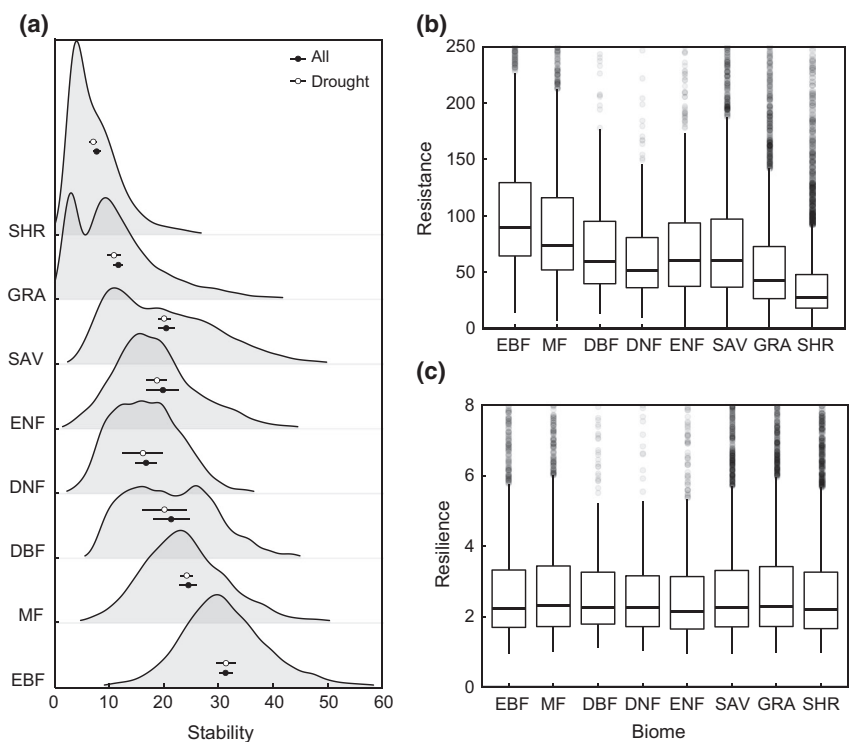 (a)
All
Drought
SHR
GRA
SAV
ENF
DNF
DBF
MF
EBF
0 10 20 30 40 50 60
Stability
(b)
250
200
150
100
50
0
Resistance
EBF MF DBF DNF ENF SAV GRA SHR
(c)
8
6
4
2
0
Resilience
EBF MF DBF DNF ENF SAV GRA SHR
Biome